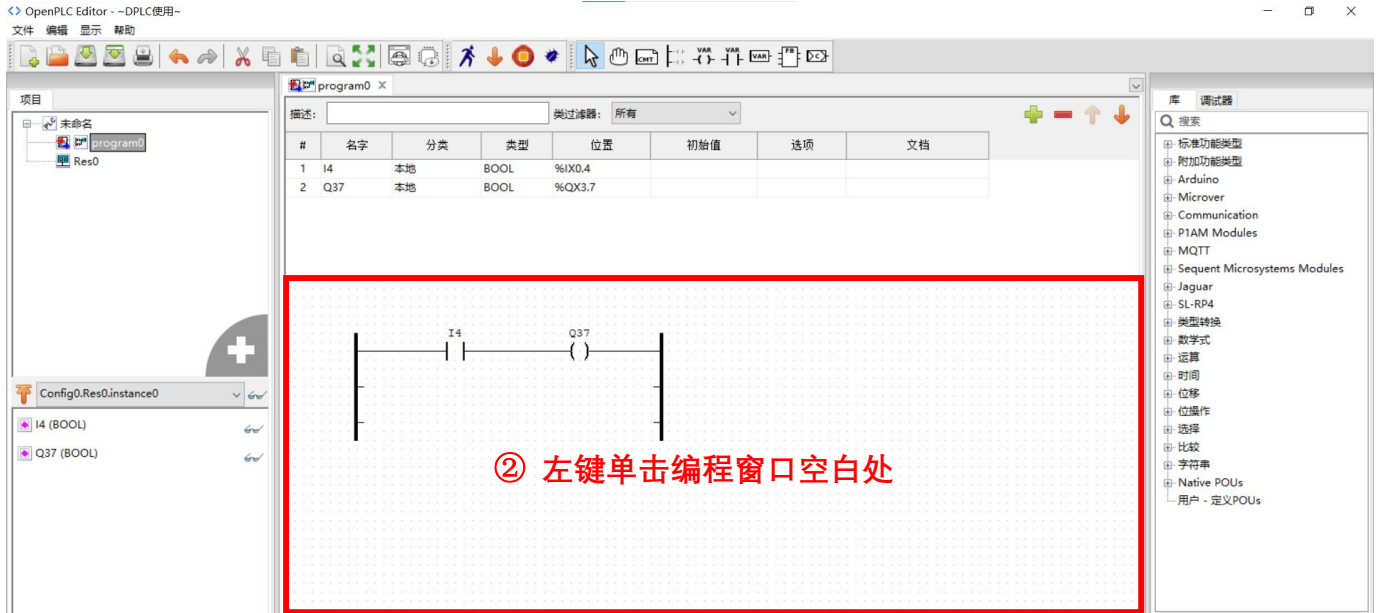 OpenPLC Editor - ~DPLC使用~
文件 编辑 显示 帮助
CMT VAR VAR VAR FB
项目
未命名
program0
Res0
program0
描述: 类过滤器: 所有
# 名字 分类 类型 位置 初始值 选项 文档
1 I4 本地 BOOL %IX0.4
2 Q37 本地 BOOL %QX3.7
I4 Q37
② 左键单击编程窗口空白处
Config0.Res0.instance0
I4 (BOOL)
Q37 (BOOL)
库 调试器
搜索
标准功能类型
附加功能类型
Arduino
Microver
Communication
P1AM Modules
MQTT
Sequent Microsystems Modules
Jaguar
SL-RP4
类型转换
数学式
运算
时间
位移
位操作
选择
比较
字符串
Native POUs
用户 - 定义POUs